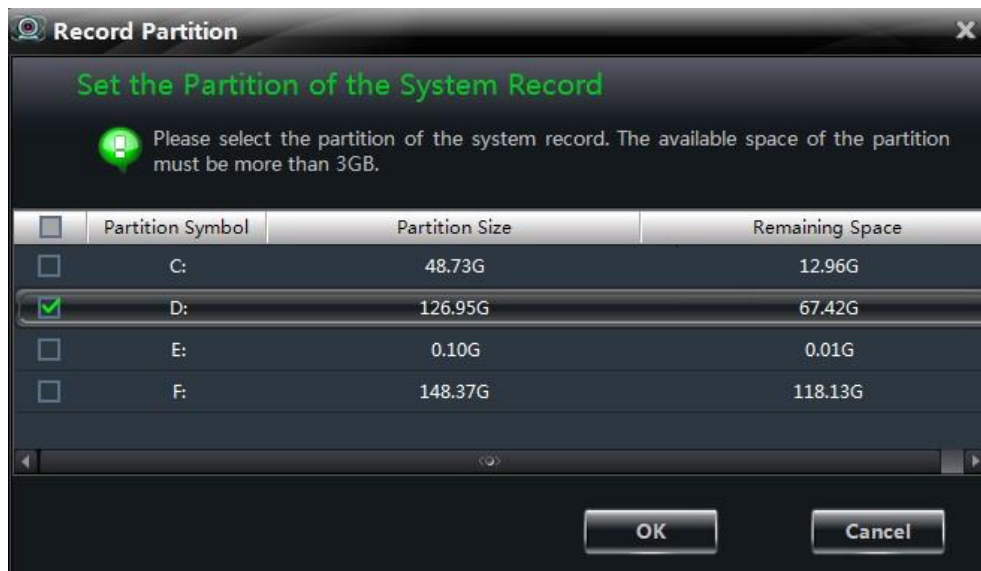 Record Partition
Set the Partition of the System Record
Please select the partition of the system record. The available space of the partition
must be more than 3GB.
Partition Symbol Partition Size Remaining Space
C: 48.73G 12.96G
D: 126.95G 67.42G
E: 0.10G 0.01G
F: 148.37G 118.13G
OK Cancel